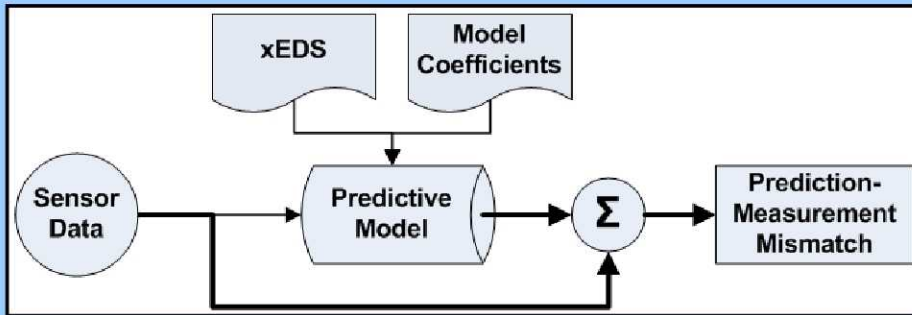 xEDS
Model
Coefficients
Sensor
Data
Predictive
Model
Σ
Prediction-
Measurement
Mismatch